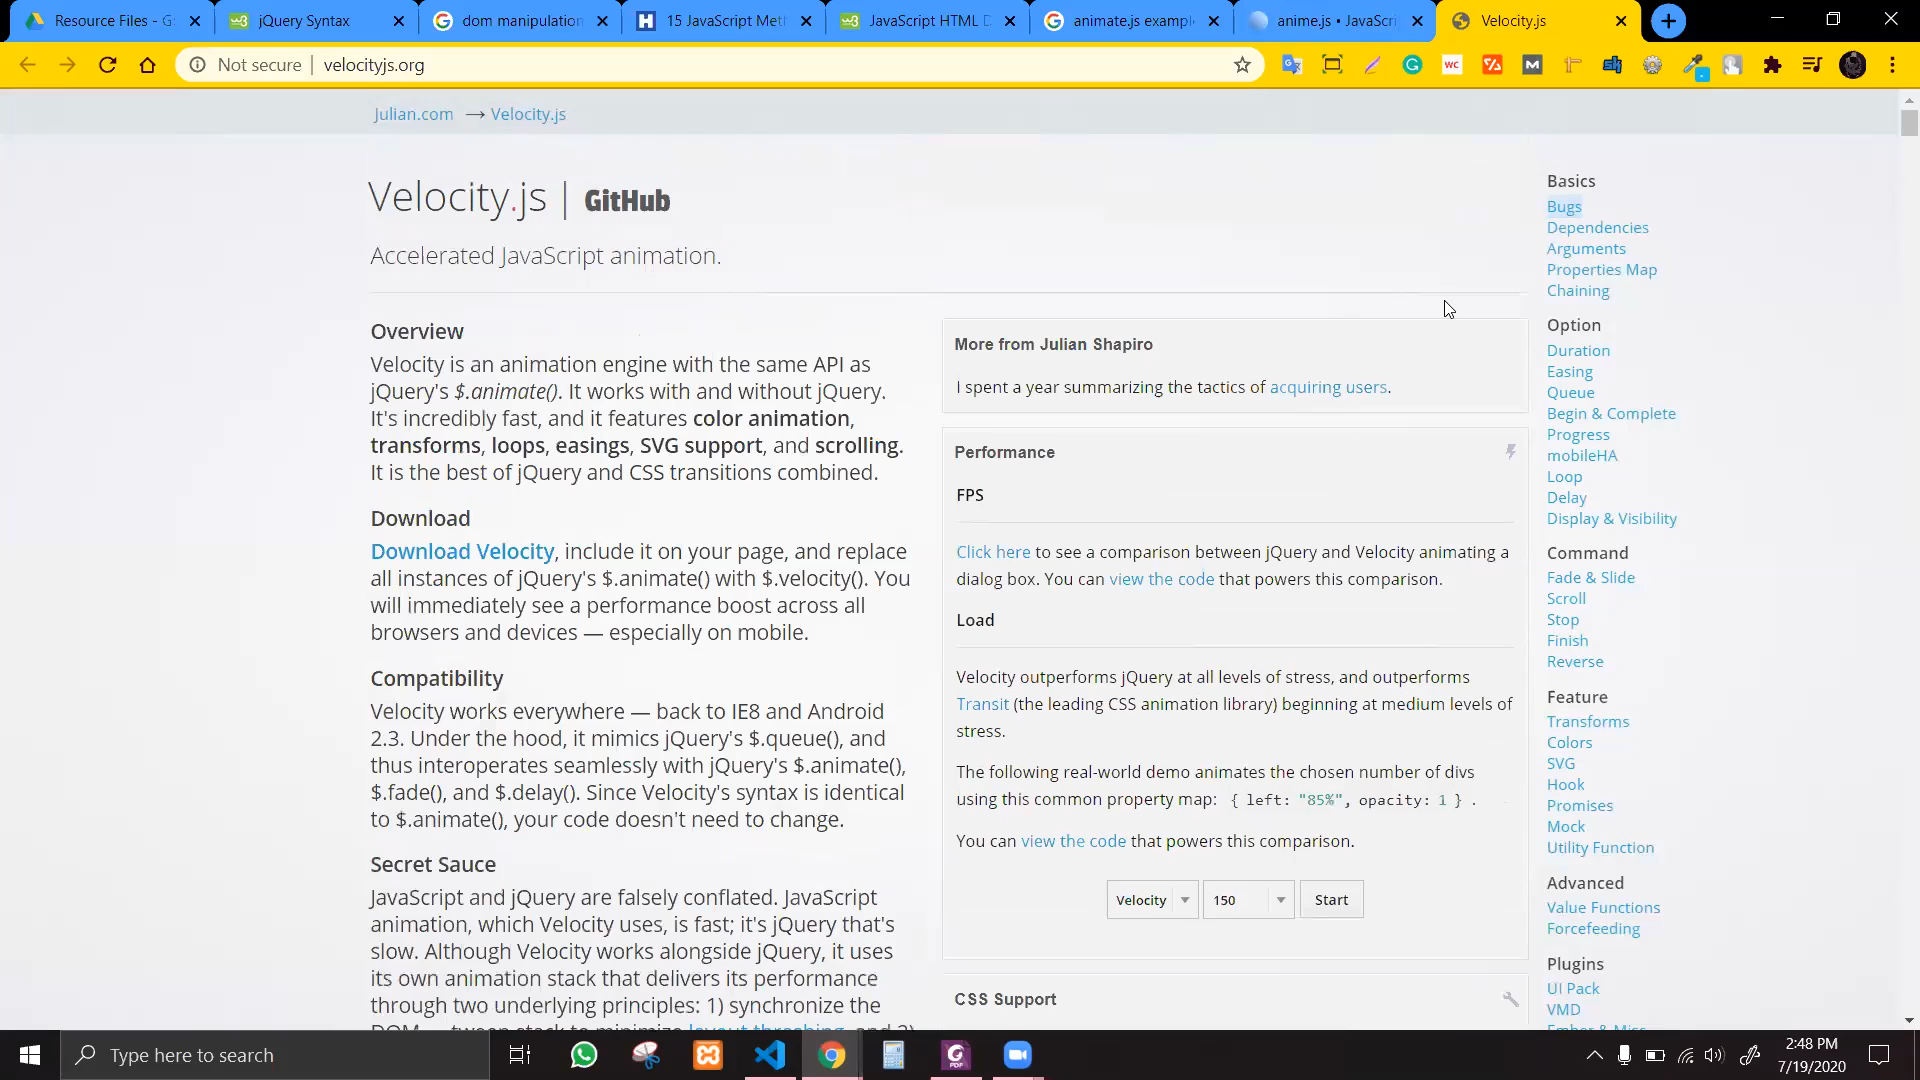 Resource Files - G
jQuery Syntax
dom manipulation
15 JavaScript Met
JavaScript HTML D
animate.js exampl
anime.js • JavaScri
Velocity.js
Not secure | velocityjs.org
Julian.com → Velocity.js
Velocity.js | GitHub
Accelerated JavaScript animation.
Overview
Velocity is an animation engine with the same API as
jQuery's $.animate(). It works with and without jQuery.
It's incredibly fast, and it features color animation,
transforms, loops, easings, SVG support, and scrolling.
It is the best of jQuery and CSS transitions combined.
Download
Download Velocity, include it on your page, and replace
all instances of jQuery's $.animate() with $.velocity(). You
will immediately see a performance boost across all
browsers and devices — especially on mobile.
Compatibility
Velocity works everywhere — back to IE8 and Android
2.3. Under the hood, it mimics jQuery's $.queue(), and
thus interoperates seamlessly with jQuery's $.animate(),
$.fade(), and $.delay(). Since Velocity's syntax is identical
to $.animate(), your code doesn't need to change.
Secret Sauce
JavaScript and jQuery are falsely conflated. JavaScript
animation, which Velocity uses, is fast; it's jQuery that's
slow. Although Velocity works alongside jQuery, it uses
its own animation stack that delivers its performance
through two underlying principles: 1) synchronize the
DOM → tween stack to minimize layout thrashing, and 2)
More from Julian Shapiro
I spent a year summarizing the tactics of acquiring users.
Performance
FPS
Click here to see a comparison between jQuery and Velocity animating a
dialog box. You can view the code that powers this comparison.
Load
Velocity outperforms jQuery at all levels of stress, and outperforms
Transit (the leading CSS animation library) beginning at medium levels of
stress.
The following real-world demo animates the chosen number of divs
using this common property map: { left: "85%", opacity: 1 } .
You can view the code that powers this comparison.
Velocity 150 Start
CSS Support
Basics
Bugs
Dependencies
Arguments
Properties Map
Chaining
Option
Duration
Easing
Queue
Begin & Complete
Progress
mobileHA
Loop
Delay
Display & Visibility
Command
Fade & Slide
Scroll
Stop
Finish
Reverse
Feature
Transforms
Colors
SVG
Hook
Promises
Mock
Utility Function
Advanced
Value Functions
Forcefeeding
Plugins
UI Pack
VMD
Type here to search
2:48 PM
7/19/2020